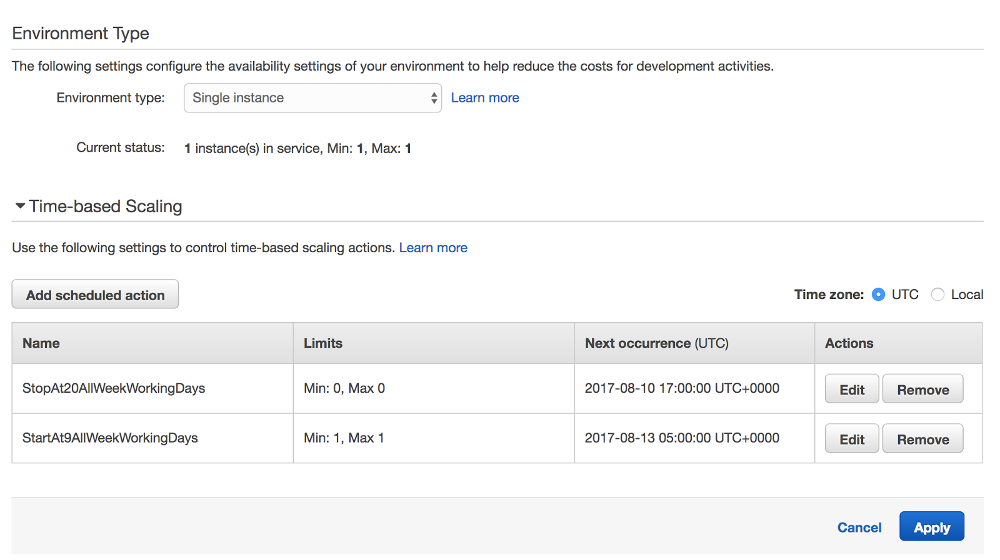 Environment Type
The following settings configure the availability settings of your environment to help reduce the costs for development activities.
Environment type: Single instance Learn more
Current status: 1 instance(s) in service, Min: 1, Max: 1
Time-based Scaling
Use the following settings to control time-based scaling actions. Learn more
Add scheduled action Time zone: UTC Local
Name Limits Next occurrence (UTC) Actions
StopAt20AllWeekWorkingDays Min: 0, Max 0 2017-08-10 17:00:00 UTC+0000 Edit Remove
StartAt9AllWeekWorkingDays Min: 1, Max 1 2017-08-13 05:00:00 UTC+0000 Edit Remove
Cancel Apply